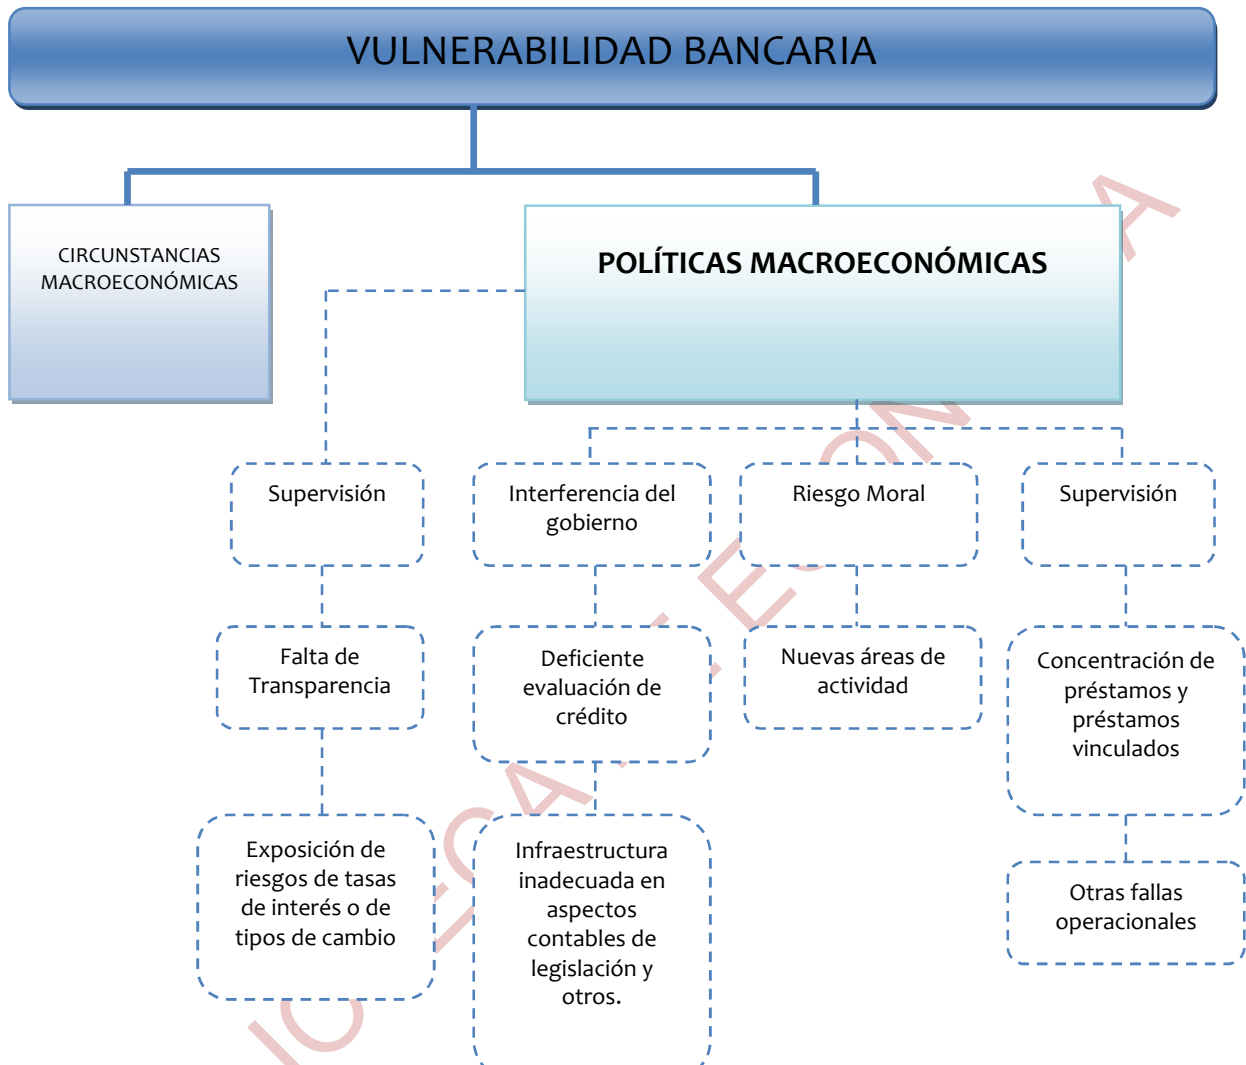 VULNERABILIDAD BANCARIA
CIRCUNSTANCIAS
MACROECONÓMICAS
POLÍTICAS MACROECONÓMICAS
Supervisión
Interferencia del
gobierno
Riesgo Moral
Supervisión
Falta de
Transparencia
Deficiente
evaluación de
crédito
Nuevas áreas de
actividad
Concentración de
préstamos y
préstamos
vinculados
Exposición de
riesgos de tasas
de interés o de
tipos de cambio
Infraestructura
inadecuada en
aspectos
contables de
legislación y
otros.
Otras fallas
operacionales